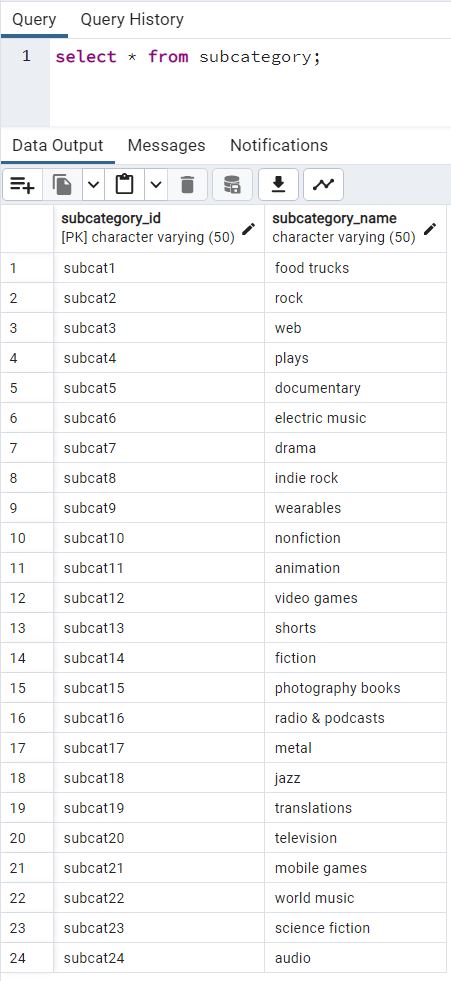 Query Query History
1 select * from subcategory;
Data Output Messages Notifications
subcategory_id subcategory_name
[PK] character varying (50) character varying (50)
1 subcat1 food trucks
2 subcat2 rock
3 subcat3 web
4 subcat4 plays
5 subcat5 documentary
6 subcat6 electric music
7 subcat7 drama
8 subcat8 indie rock
9 subcat9 wearables
10 subcat10 nonfiction
11 subcat11 animation
12 subcat12 video games
13 subcat13 shorts
14 subcat14 fiction
15 subcat15 photography books
16 subcat16 radio & podcasts
17 subcat17 metal
18 subcat18 jazz
19 subcat19 translations
20 subcat20 television
21 subcat21 mobile games
22 subcat22 world music
23 subcat23 science fiction
24 subcat24 audio